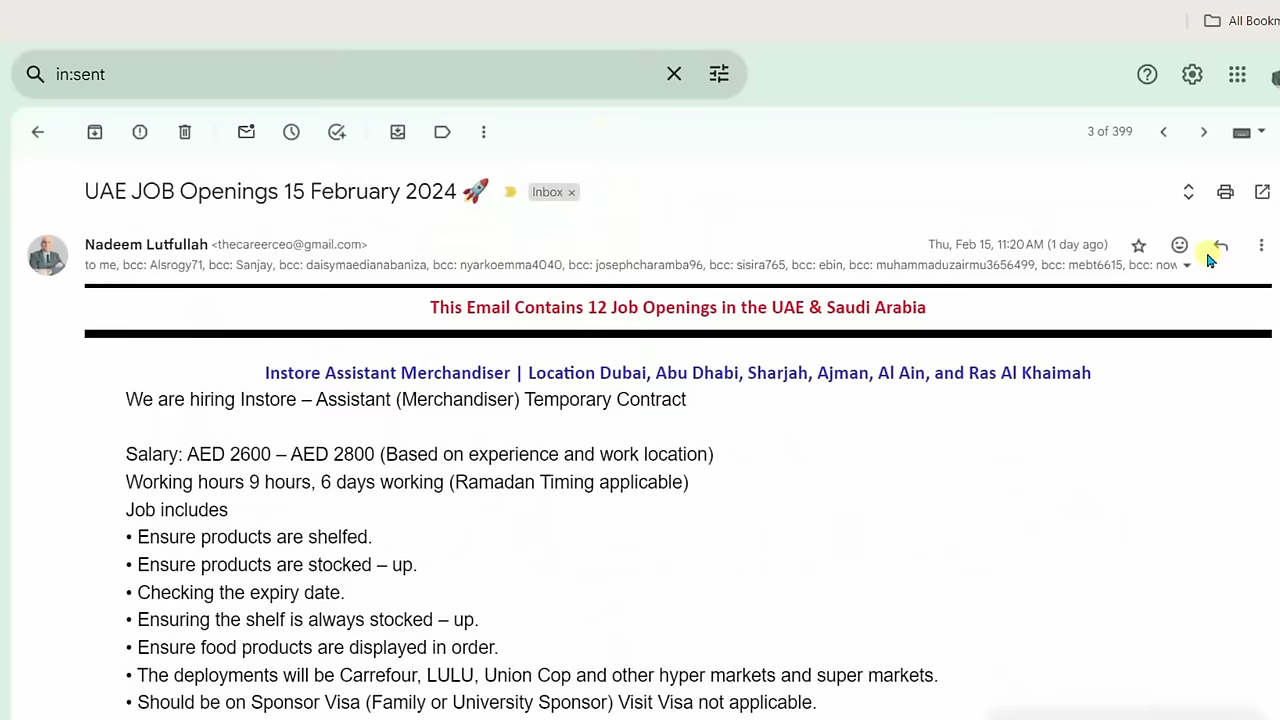 All Bookm
in:sent
3 of 399
UAE JOB Openings 15 February 2024 🚀 Inbox ×
Nadeem Lutfullah <thecareerceo@gmail.com> Thu, Feb 15, 11:20 AM (1 day ago)
to me, bcc: Alsrogy71, bcc: Sanjay, bcc: daisymaedianabaniza, bcc: nyarkoemma4040, bcc: josephcharamba96, bcc: sisira765, bcc: ebin, bcc: muhammaduzairmu3656499, bcc: mebt6615, bcc: now
This Email Contains 12 Job Openings in the UAE & Saudi Arabia
Instore Assistant Merchandiser | Location Dubai, Abu Dhabi, Sharjah, Ajman, Al Ain, and Ras Al Khaimah
We are hiring Instore – Assistant (Merchandiser) Temporary Contract
Salary: AED 2600 – AED 2800 (Based on experience and work location)
Working hours 9 hours, 6 days working (Ramadan Timing applicable)
Job includes
• Ensure products are shelfed.
• Ensure products are stocked – up.
• Checking the expiry date.
• Ensuring the shelf is always stocked – up.
• Ensure food products are displayed in order.
• The deployments will be Carrefour, LULU, Union Cop and other hyper markets and super markets.
• Should be on Sponsor Visa (Family or University Sponsor) Visit Visa not applicable.